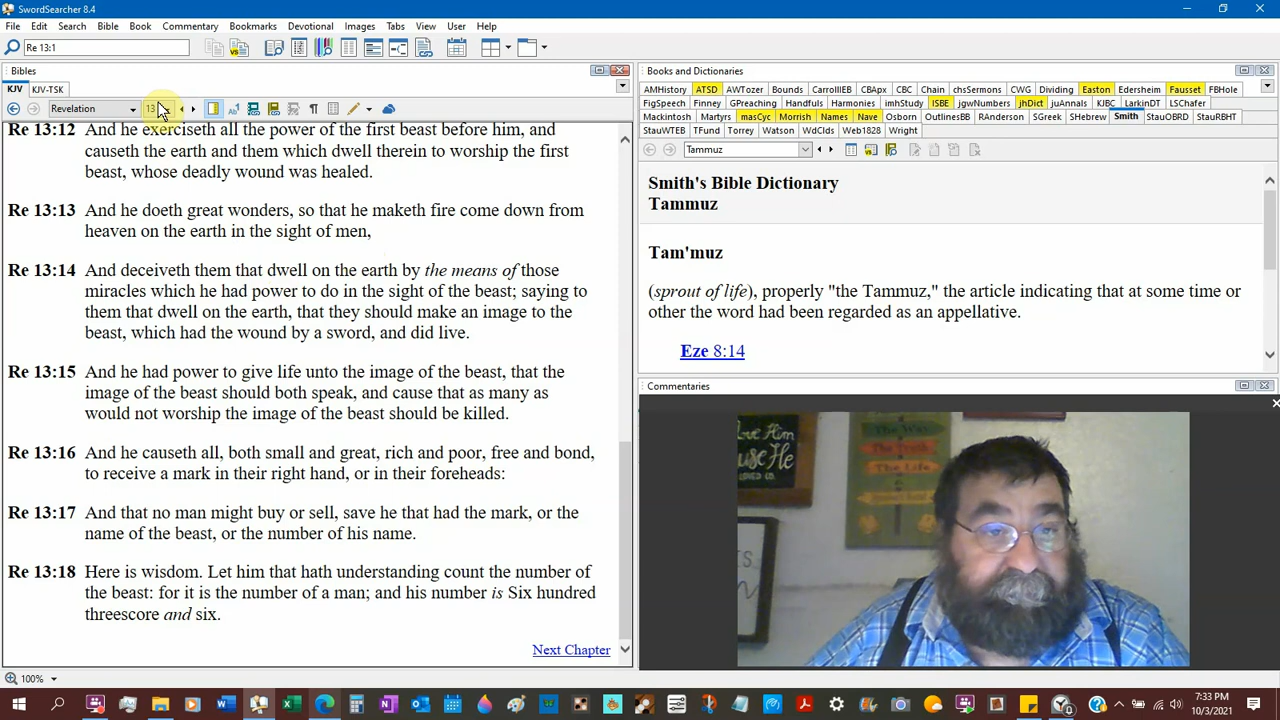 SwordSearcher 8.4
File Edit Search Bible Book Commentary Bookmarks Devotional Images Tabs View User Help
Re 13:1
Bibles
KJV KJV-TSK
Revelation 13
Re 13:12 And he exerciseth all the power of the first beast before him, and
causeth the earth and them which dwell therein to worship the first
beast, whose deadly wound was healed.
Re 13:13 And he doeth great wonders, so that he maketh fire come down from
heaven on the earth in the sight of men,
Re 13:14 And deceiveth them that dwell on the earth by the means of those
miracles which he had power to do in the sight of the beast; saying to
them that dwell on the earth, that they should make an image to the
beast, which had the wound by a sword, and did live.
Re 13:15 And he had power to give life unto the image of the beast, that the
image of the beast should both speak, and cause that as many as
would not worship the image of the beast should be killed.
Re 13:16 And he causeth all, both small and great, rich and poor, free and bond,
to receive a mark in their right hand, or in their foreheads:
Re 13:17 And that no man might buy or sell, save he that had the mark, or the
name of the beast, or the number of his name.
Re 13:18 Here is wisdom. Let him that hath understanding count the number of
the beast: for it is the number of a man; and his number is Six hundred
threescore and six.
Next Chapter
100%
Books and Dictionaries
AMHistory ATSD AWTozer Bounds CarrollIEB CBApx CBC Chain chsSermons CWC Easton Edersheim Fausset FBHole
FigSpeech Finney GPreaching Handfuls Harmonies imhStudy ISBE jgwNumbers jhDict juAnnals KJBC LarkinDT LSChafer
Mackintosh Martyrs masCyc Morrish Names Nave Osborn OutlinesBB RAnderson SGreek SHebrew Smith StauOBRD StauRBHT
StauWTEB TFund Torrey Watson WdClds Web1828 Wright
Tammuz
Smith's Bible Dictionary
Tammuz
Tam'muz
(sprout of life), properly "the Tammuz," the article indicating that at some time or
other the word had been regarded as an appellative.
Eze 8:14
Commentaries
The Way
The Truth
The Life
7:33 PM
10/3/2021